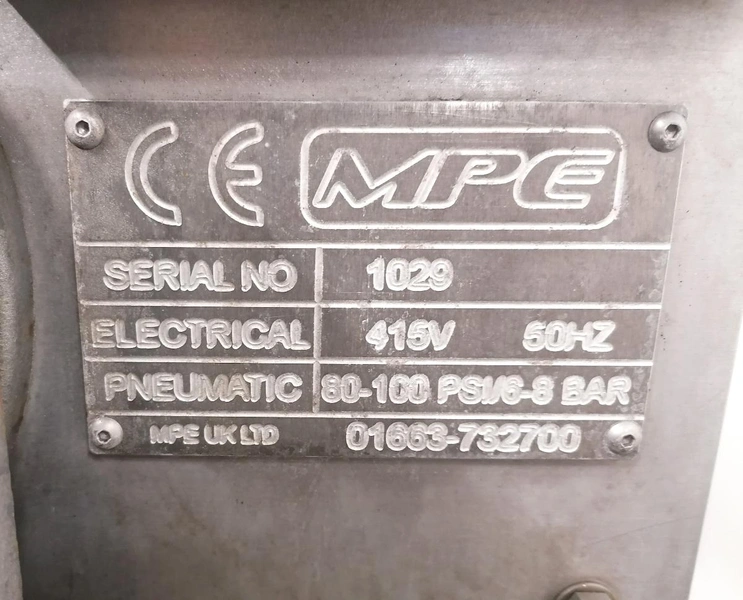 CE MPE
SERIAL NO 1029
ELECTRICAL 415V 50HZ
PNEUMATIC 80-100 PSI/6-8 BAR
MPE UK LTD 01663-732700